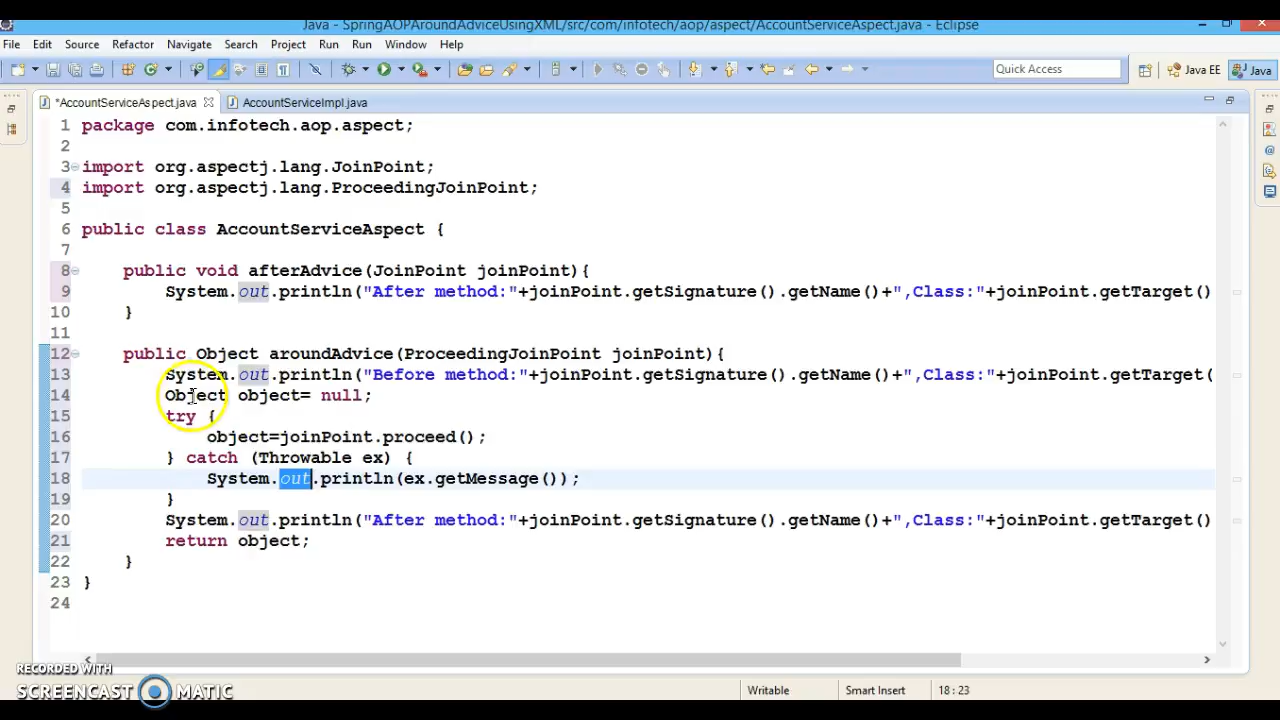 Java - SpringAOPAroundAdviceUsingXML/src/com/infotech/aop/aspect/AccountServiceAspect.java - Eclipse
File Edit Source Refactor Navigate Search Project Run Run Window Help
Quick Access Java EE Java
*AccountServiceAspect.java AccountServiceImpl.java
1 package com.infotech.aop.aspect;
2
3 import org.aspectj.lang.JoinPoint;
4 import org.aspectj.lang.ProceedingJoinPoint;
5
6 public class AccountServiceAspect {
7
8 public void afterAdvice(JoinPoint joinPoint){
9 System.out.println("After method:"+joinPoint.getSignature().getName()+",Class:"+joinPoint.getTarget()
10 }
11
12 public Object aroundAdvice(ProceedingJoinPoint joinPoint){
13 System.out.println("Before method:"+joinPoint.getSignature().getName()+",Class:"+joinPoint.getTarget(
14 Object object= null;
15 try {
16 object=joinPoint.proceed();
17 } catch (Throwable ex) {
18 System.out.println(ex.getMessage());
19 }
20 System.out.println("After method:"+joinPoint.getSignature().getName()+",Class:"+joinPoint.getTarget()
21 return object;
22 }
23 }
24
RECORDED WITH
SCREENCAST MATIC
Writable Smart Insert 18 : 23